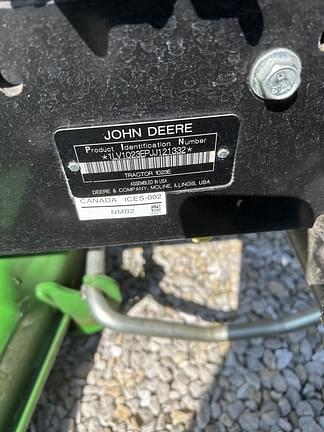 JOHN DEERE
Product Identification Number
*1LV1023EPJJ121332*
TRACTOR 1023E
ASSEMBLED IN USA
DEERE & COMPANY, MOLINE, ILLINOIS, USA
CANADA ICES-002
NMB2